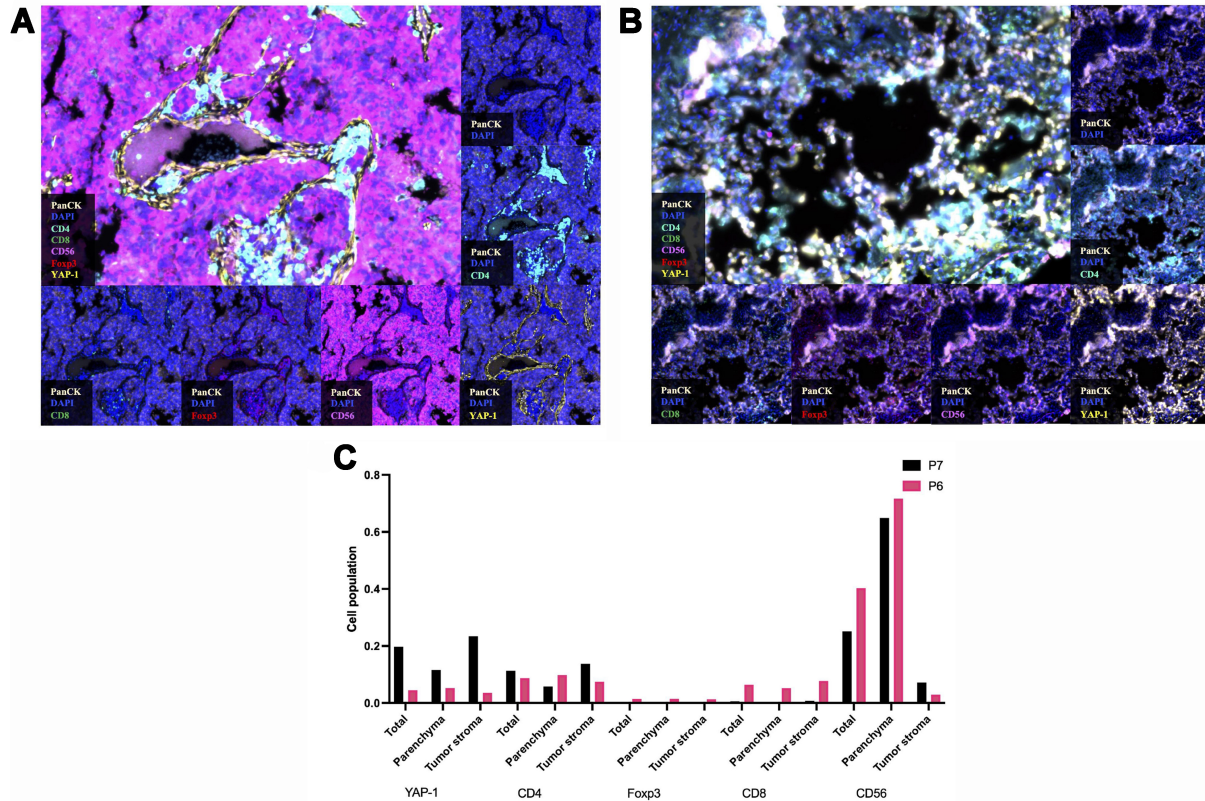 A
PanCK
DAPI
CD4
CD8
CD56
Foxp3
YAP-1
PanCK
DAPI
PanCK
DAPI
CD4
PanCK
DAPI
CD8
PanCK
DAPI
Foxp3
PanCK
DAPI
CD56
PanCK
DAPI
YAP-1
B
PanCK
DAPI
CD4
CD8
CD56
Foxp3
YAP-1
PanCK
DAPI
PanCK
DAPI
CD4
PanCK
DAPI
CD8
PanCK
DAPI
Foxp3
PanCK
DAPI
CD56
PanCK
DAPI
YAP-1
C
P7
P6
Cell population
0.8
0.6
0.4
0.2
0.0
Total
Parenchyma
Tumor stroma
Total
Parenchyma
Tumor stroma
Total
Parenchyma
Tumor stroma
Total
Parenchyma
Tumor stroma
Total
Parenchyma
Tumor stroma
YAP-1 CD4 Foxp3 CD8 CD56